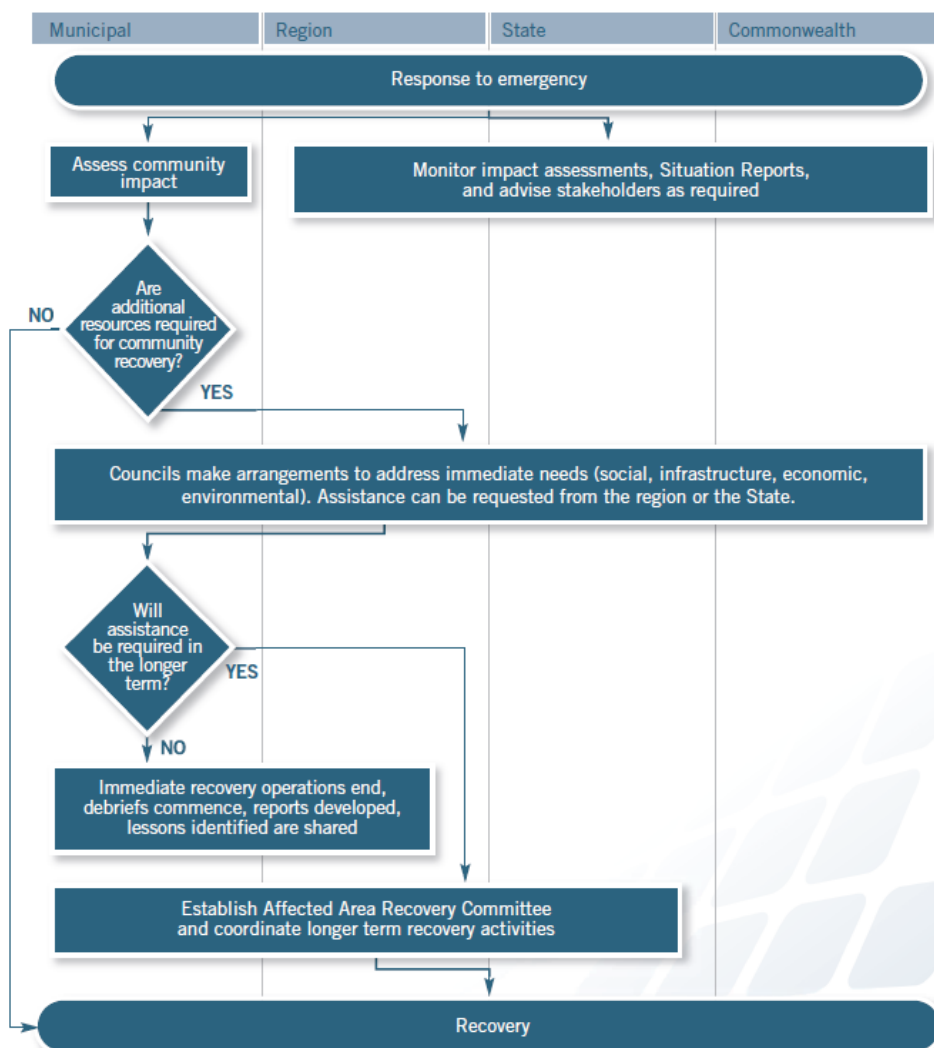 Municipal
Region
State
Commonwealth
Response to emergency
Assess community
impact
Monitor impact assessments, Situation Reports,
and advise stakeholders as required
Are
additional
resources required
for community
recovery?
NO
YES
Councils make arrangements to address immediate needs (social, infrastructure, economic,
environmental). Assistance can be requested from the region or the State.
Will
assistance
be required in
the longer
term?
YES
NO
Immediate recovery operations end,
debriefs commence, reports developed,
lessons identified are shared
Establish Affected Area Recovery Committee
and coordinate longer term recovery activities
Recovery